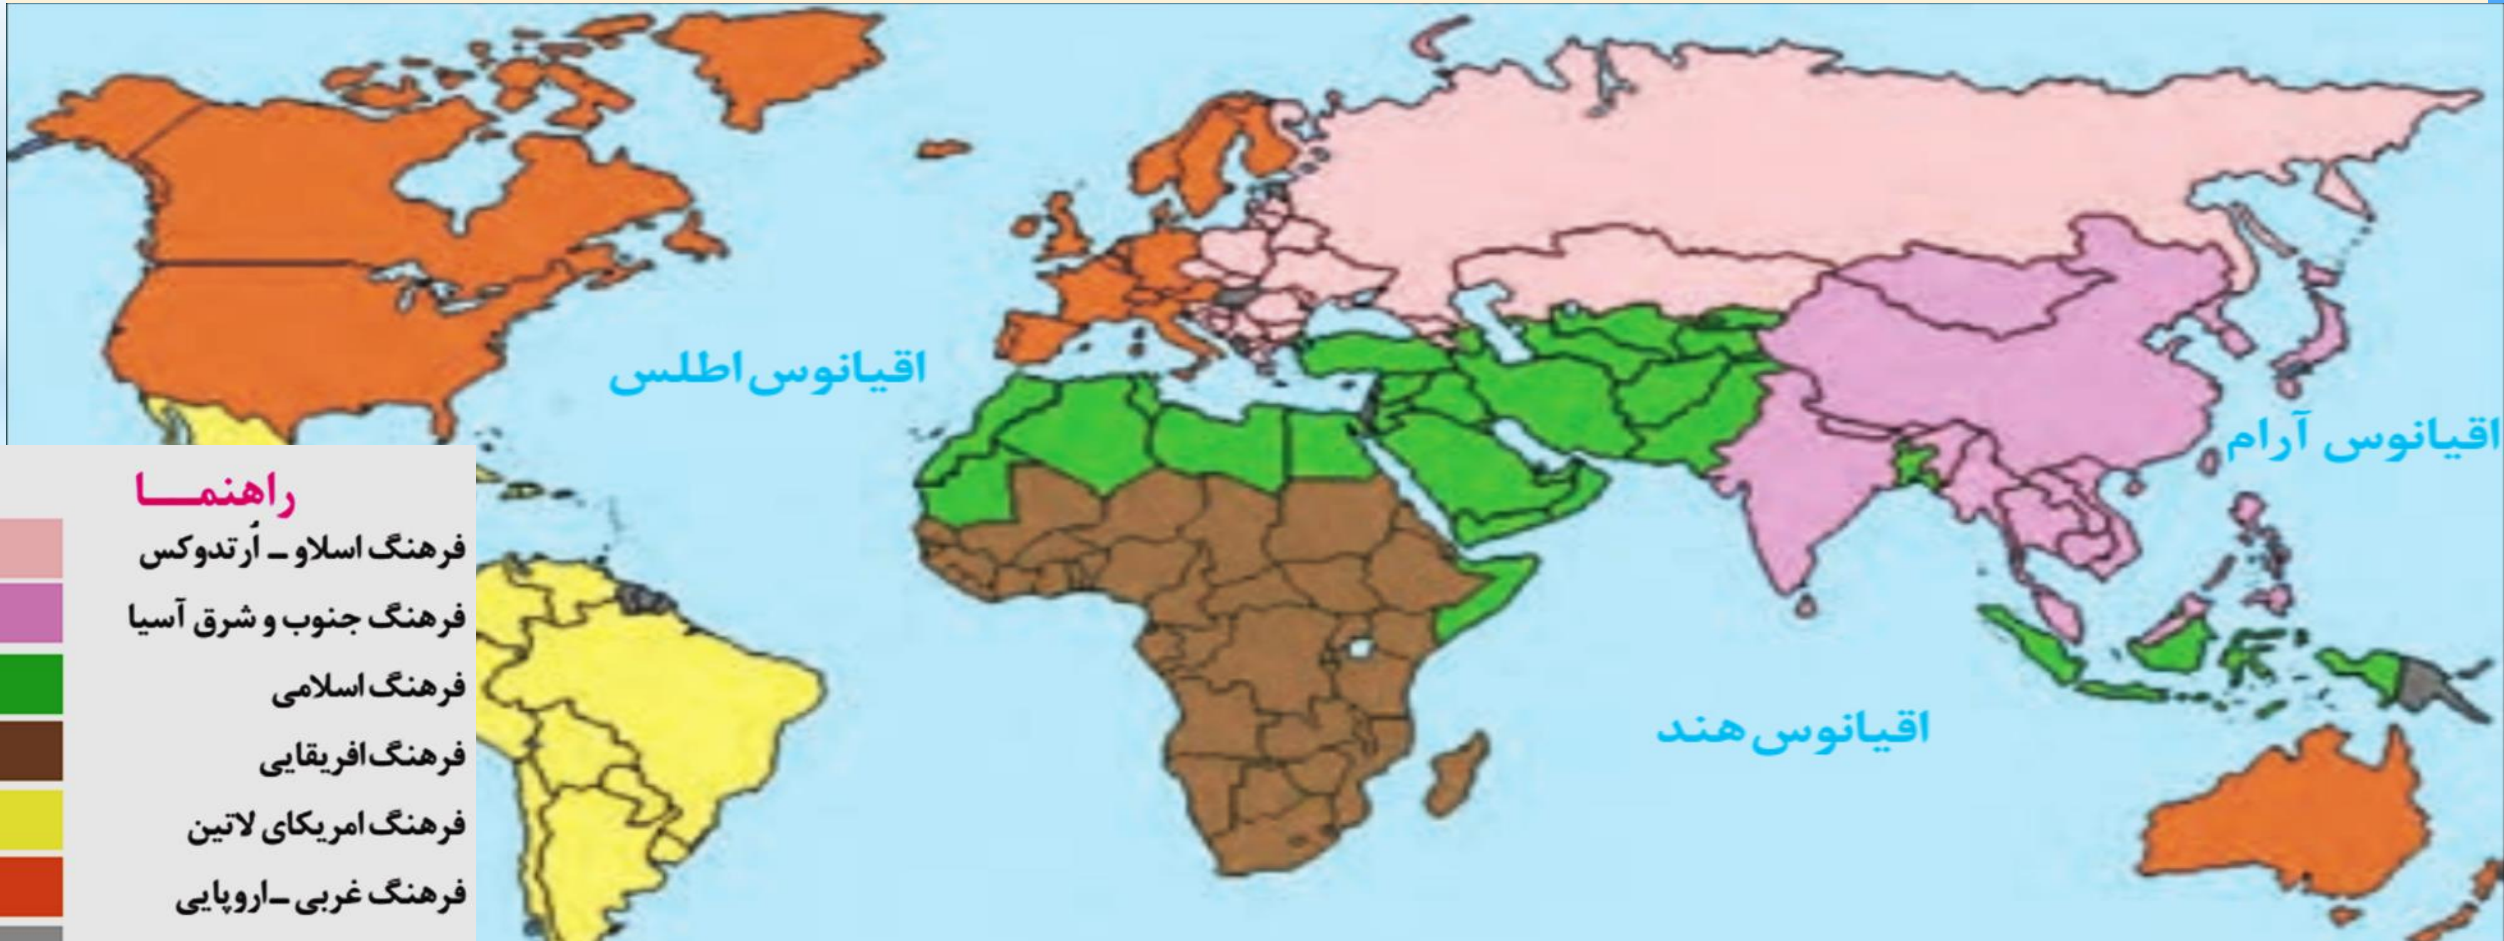 اقیانوس اطلس
اقیانوس آرام
اقیانوس هند
راهنمـــا
فرهنگ اسلاو ـ اُرتدوکس
فرهنگ جنوب و شرق آسیا
فرهنگ اسلامی
فرهنگ افریقایی
فرهنگ امریکای لاتین
فرهنگ غربی ـ اروپایی